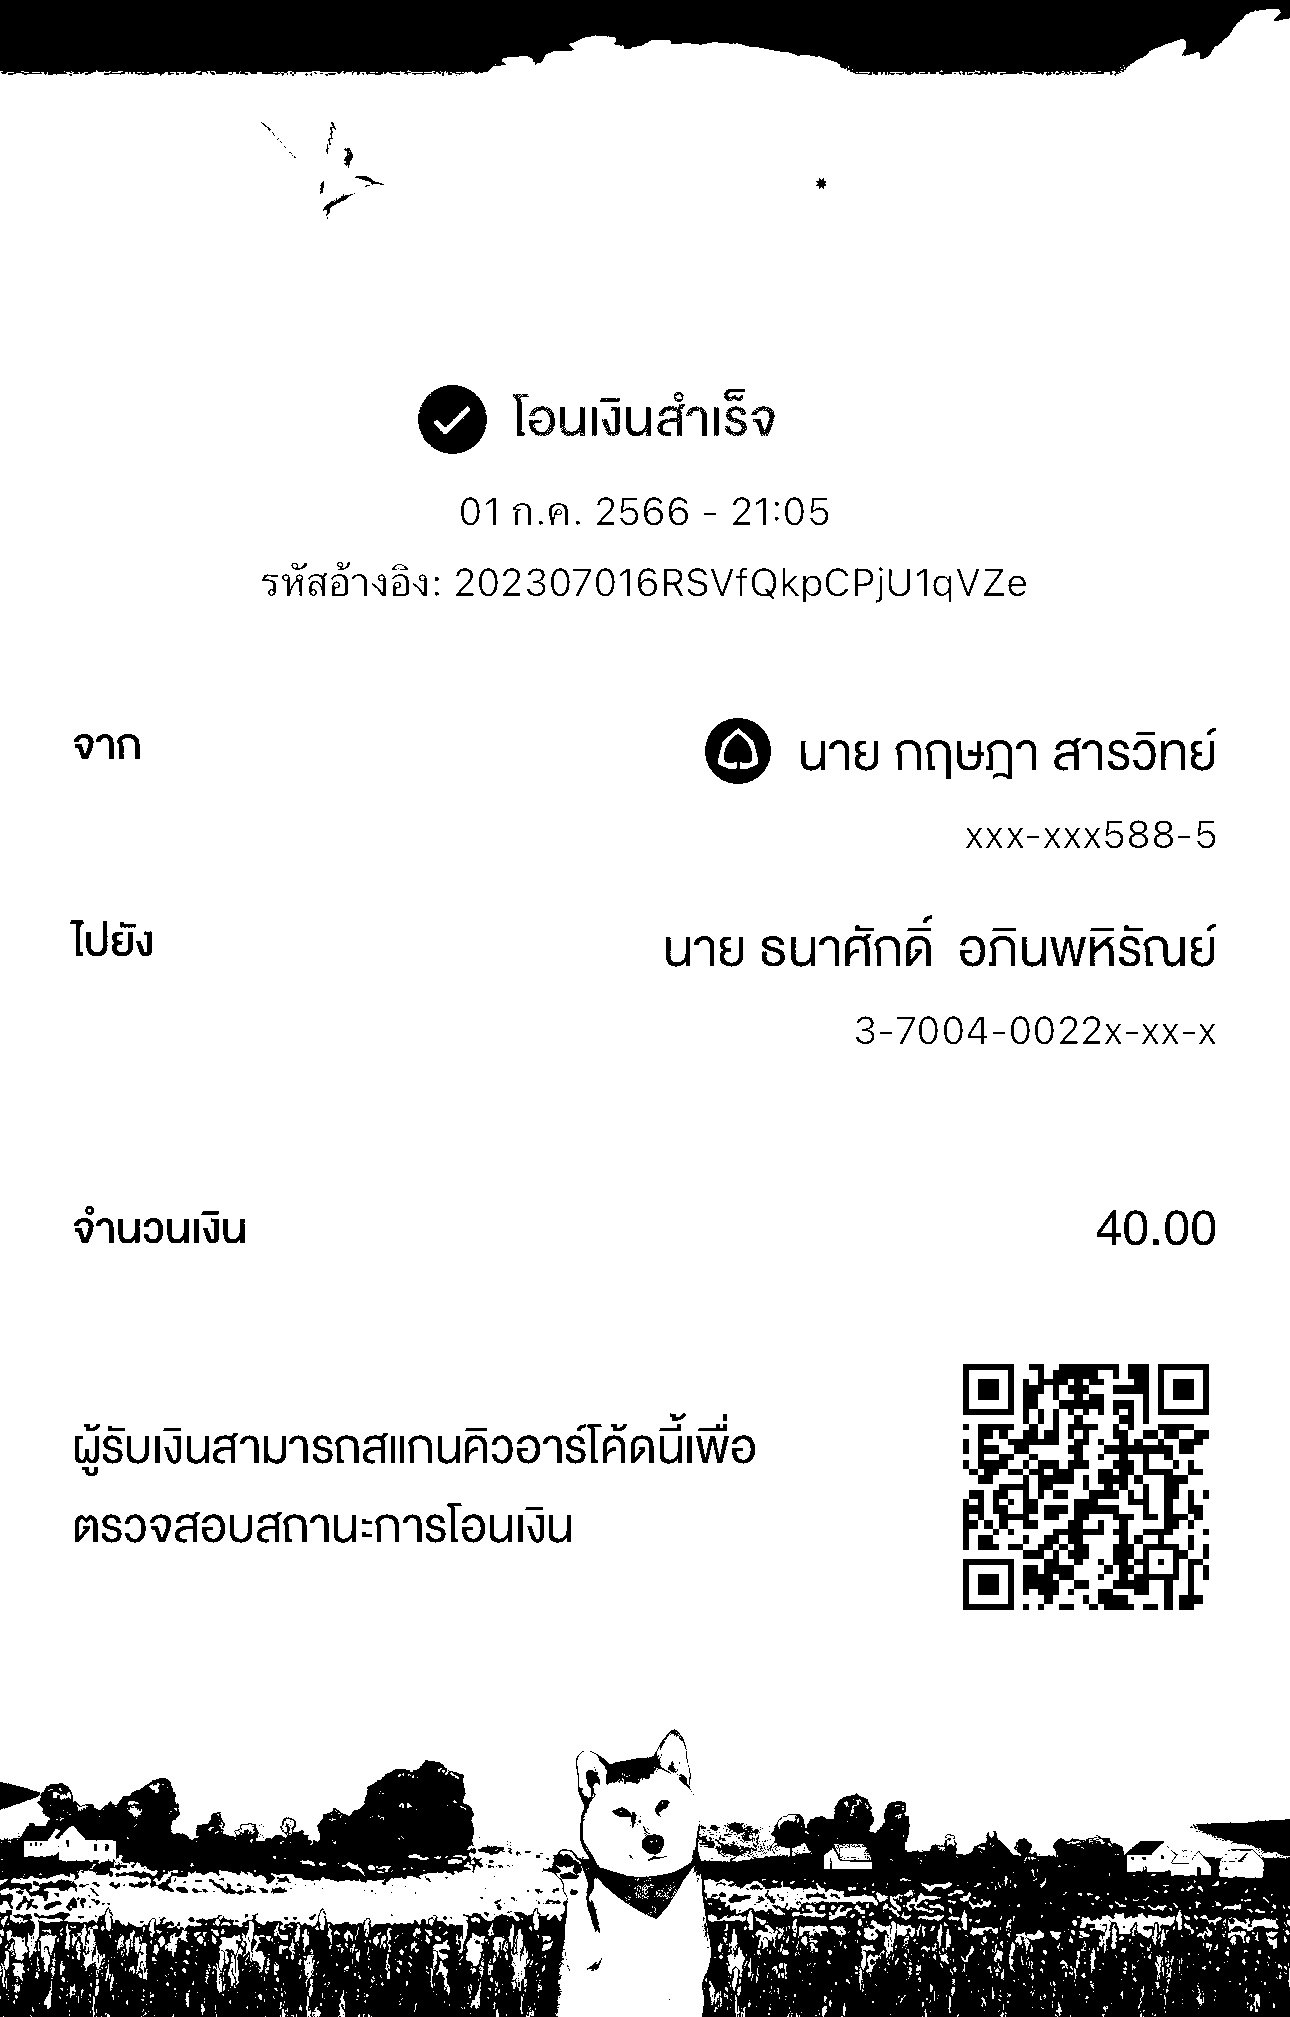 โอนเงินสำเร็จ
01 ก.ค. 2566 - 21:05
รหัสอ้างอิง: 202307016RSVfQkpCPjU1qVZe
จาก
นาย กฤษฎา สารวิทย์
xxx-xxx588-5
ไปยัง
นาย ธนาศักดิ์ อภินพหิรัณย์
3-7004-0022x-xx-x
จำนวนเงิน
40.00
ผู้รับเงินสามารถสแกนคิวอาร์โค้ดนี้เพื่อ
ตรวจสอบสถานะการโอนเงิน